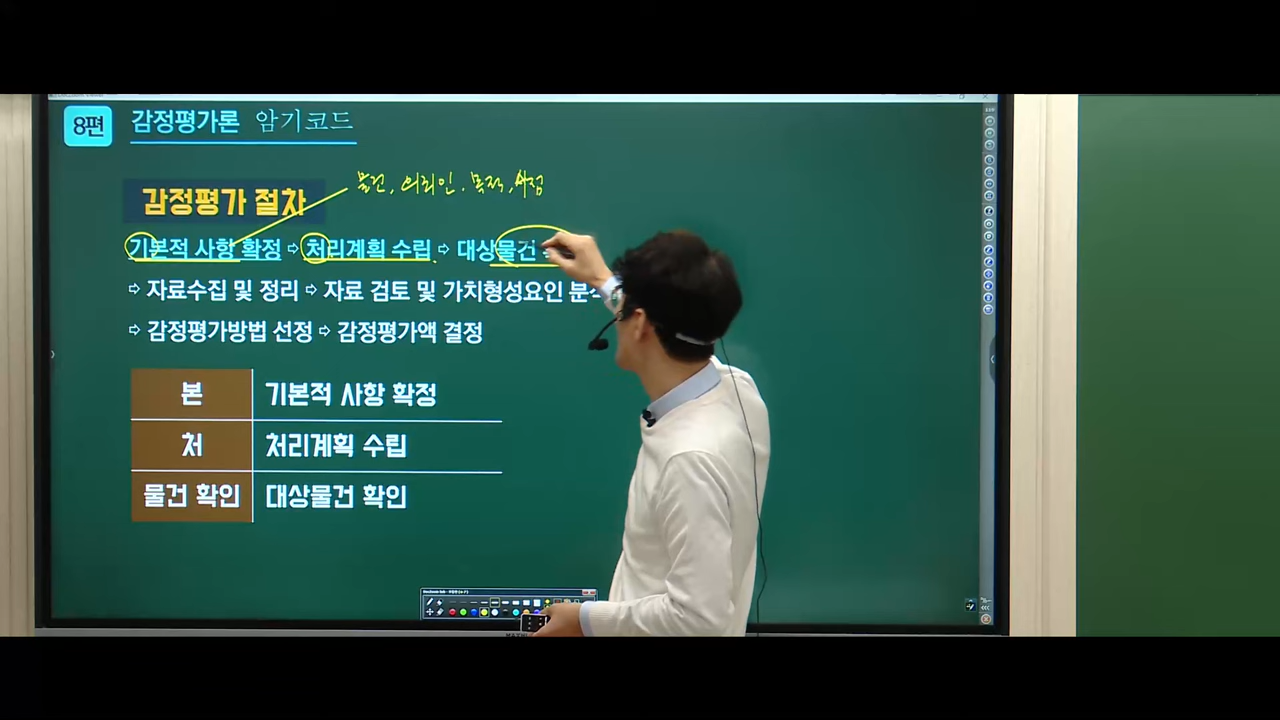 8편 감정평가론 암기코드
감정평가 절차
물건, 의뢰인, 목적, 시점
기본적 사항 확정 ⇨ 처리계획 수립 ⇨ 대상물건
⇨ 자료수집 및 정리 ⇨ 자료 검토 및 가치형성요인 분석
⇨ 감정평가방법 선정 ⇨ 감정평가액 결정
본 기본적 사항 확정
처 처리계획 수립
물건 확인 대상물건 확인